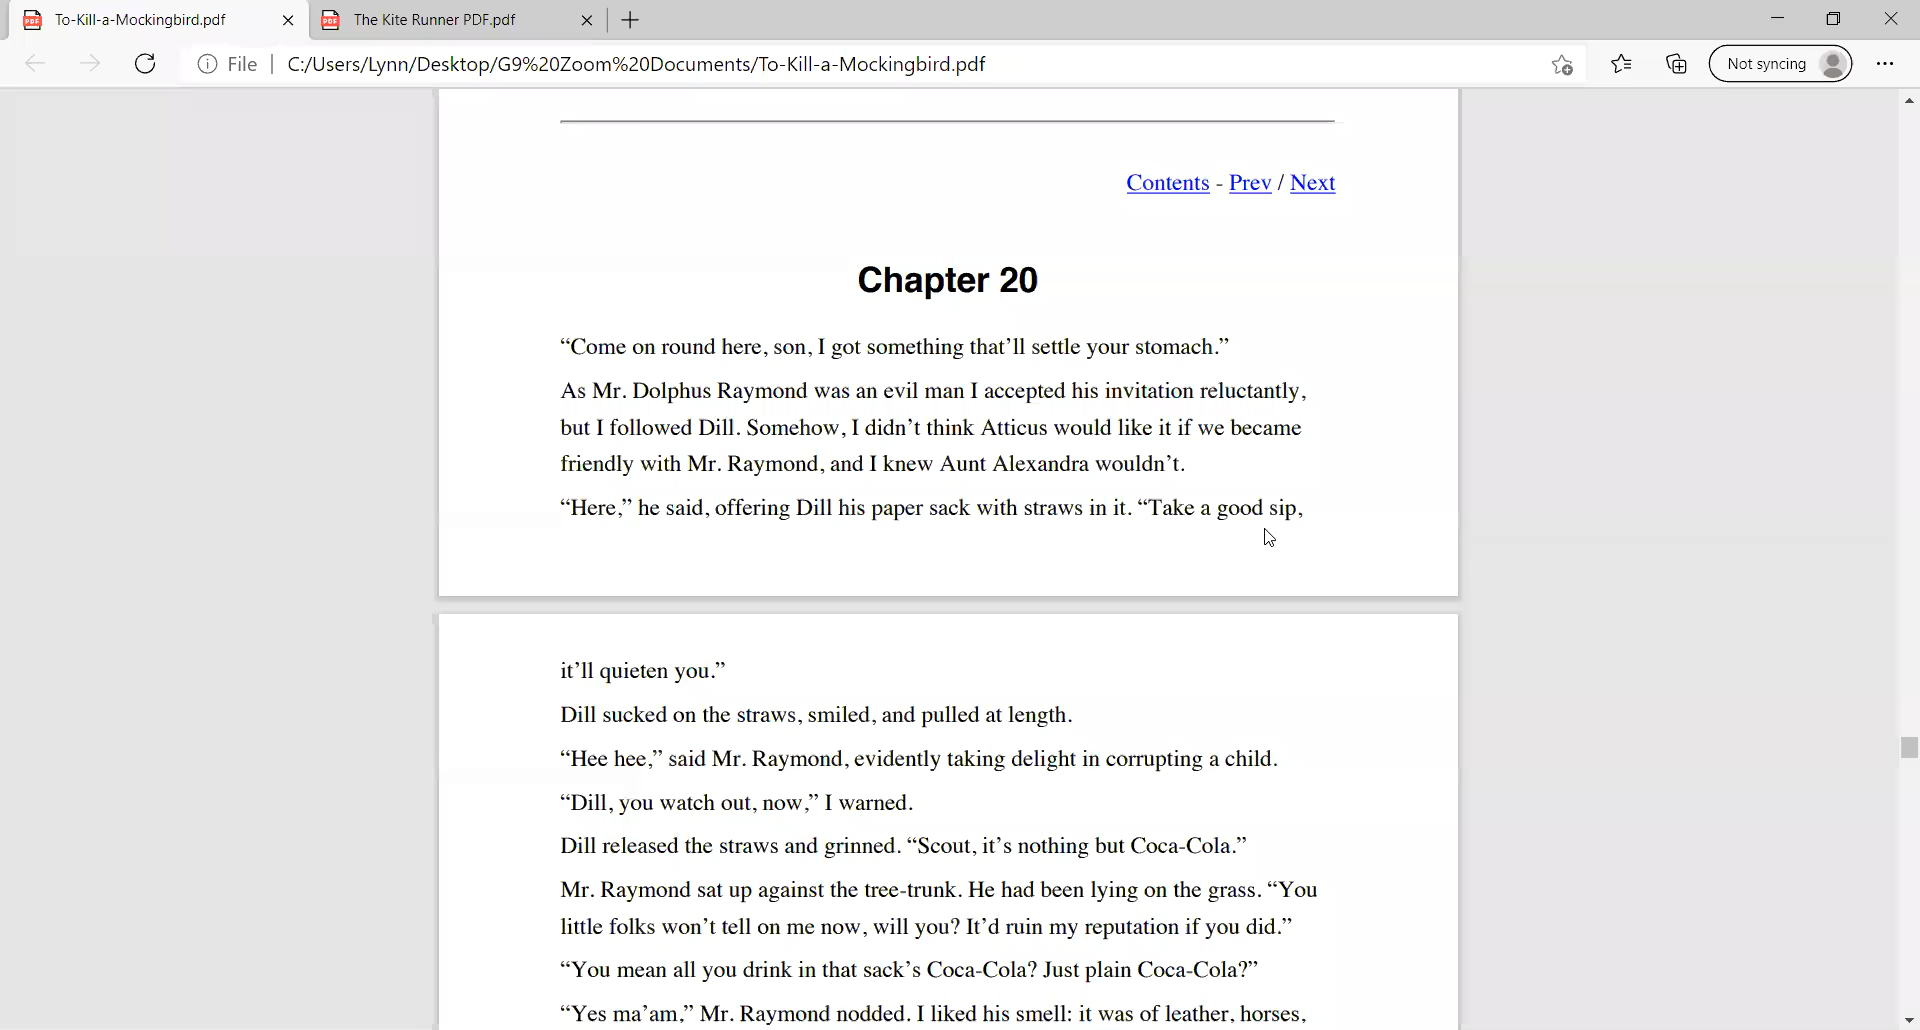 To-Kill-a-Mockingbird.pdf
The Kite Runner PDF.pdf
File
C:/Users/Lynn/Desktop/G9%20Zoom%20Documents/To-Kill-a-Mockingbird.pdf
Not syncing
Contents - Prev / Next
Chapter 20
“Come on round here, son, I got something that’ll settle your stomach.”
As Mr. Dolphus Raymond was an evil man I accepted his invitation reluctantly,
but I followed Dill. Somehow, I didn’t think Atticus would like it if we became
friendly with Mr. Raymond, and I knew Aunt Alexandra wouldn’t.
“Here,” he said, offering Dill his paper sack with straws in it. “Take a good sip,
it’ll quieten you.”
Dill sucked on the straws, smiled, and pulled at length.
“Hee hee,” said Mr. Raymond, evidently taking delight in corrupting a child.
“Dill, you watch out, now,” I warned.
Dill released the straws and grinned. “Scout, it’s nothing but Coca-Cola.”
Mr. Raymond sat up against the tree-trunk. He had been lying on the grass. “You
little folks won’t tell on me now, will you? It’d ruin my reputation if you did.”
“You mean all you drink in that sack’s Coca-Cola? Just plain Coca-Cola?”
“Yes ma’am,” Mr. Raymond nodded. I liked his smell: it was of leather, horses,